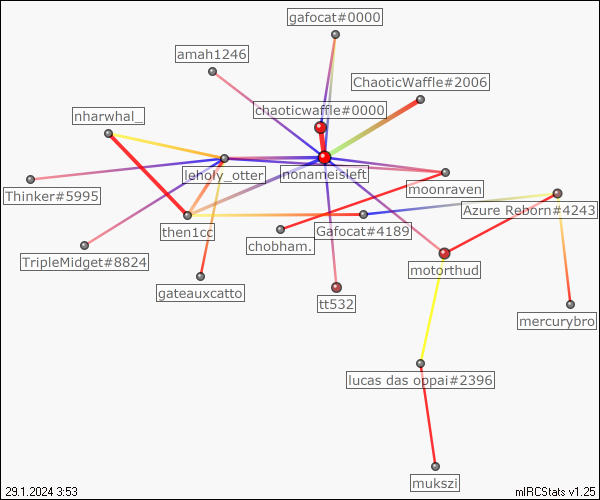 gafocat#0000
amah1246
ChaoticWaffle#2006
chaoticwaffle#0000
nharwhal_
leholy_otter
nonameisleft
moonraven
Thinker#5995
Azure Reborn#4243
then1cc
Gafocat#4189
chobham.
TripleMidget#8824
motorthud
gateauxcatto
tt532
mercurybro
lucas das oppai#2396
mukszi
29.1.2024 3:53
mIRCStats v1.25